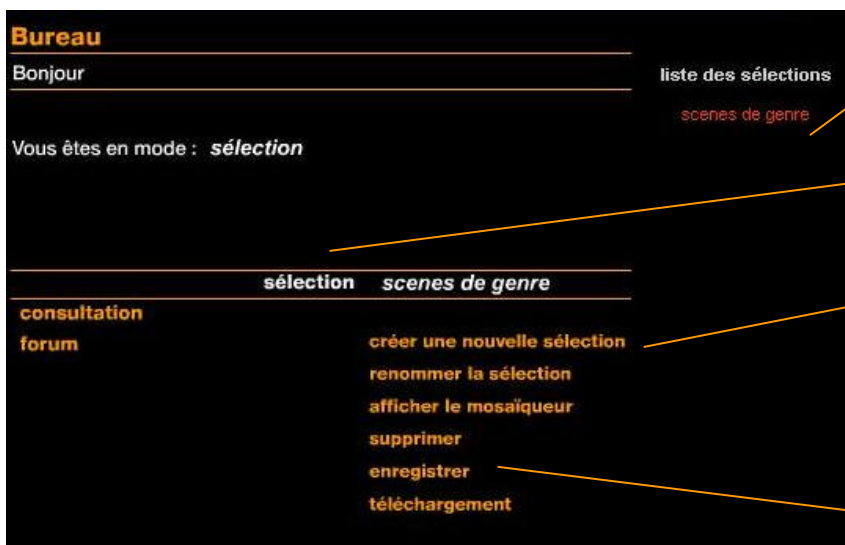 Bureau
Bonjour
liste des sélections
scenes de genre
Vous êtes en mode : sélection
sélection scenes de genre
consultation
forum
créer une nouvelle sélection
renommer la sélection
afficher le mosaïqueur
supprimer
enregistrer
téléchargement